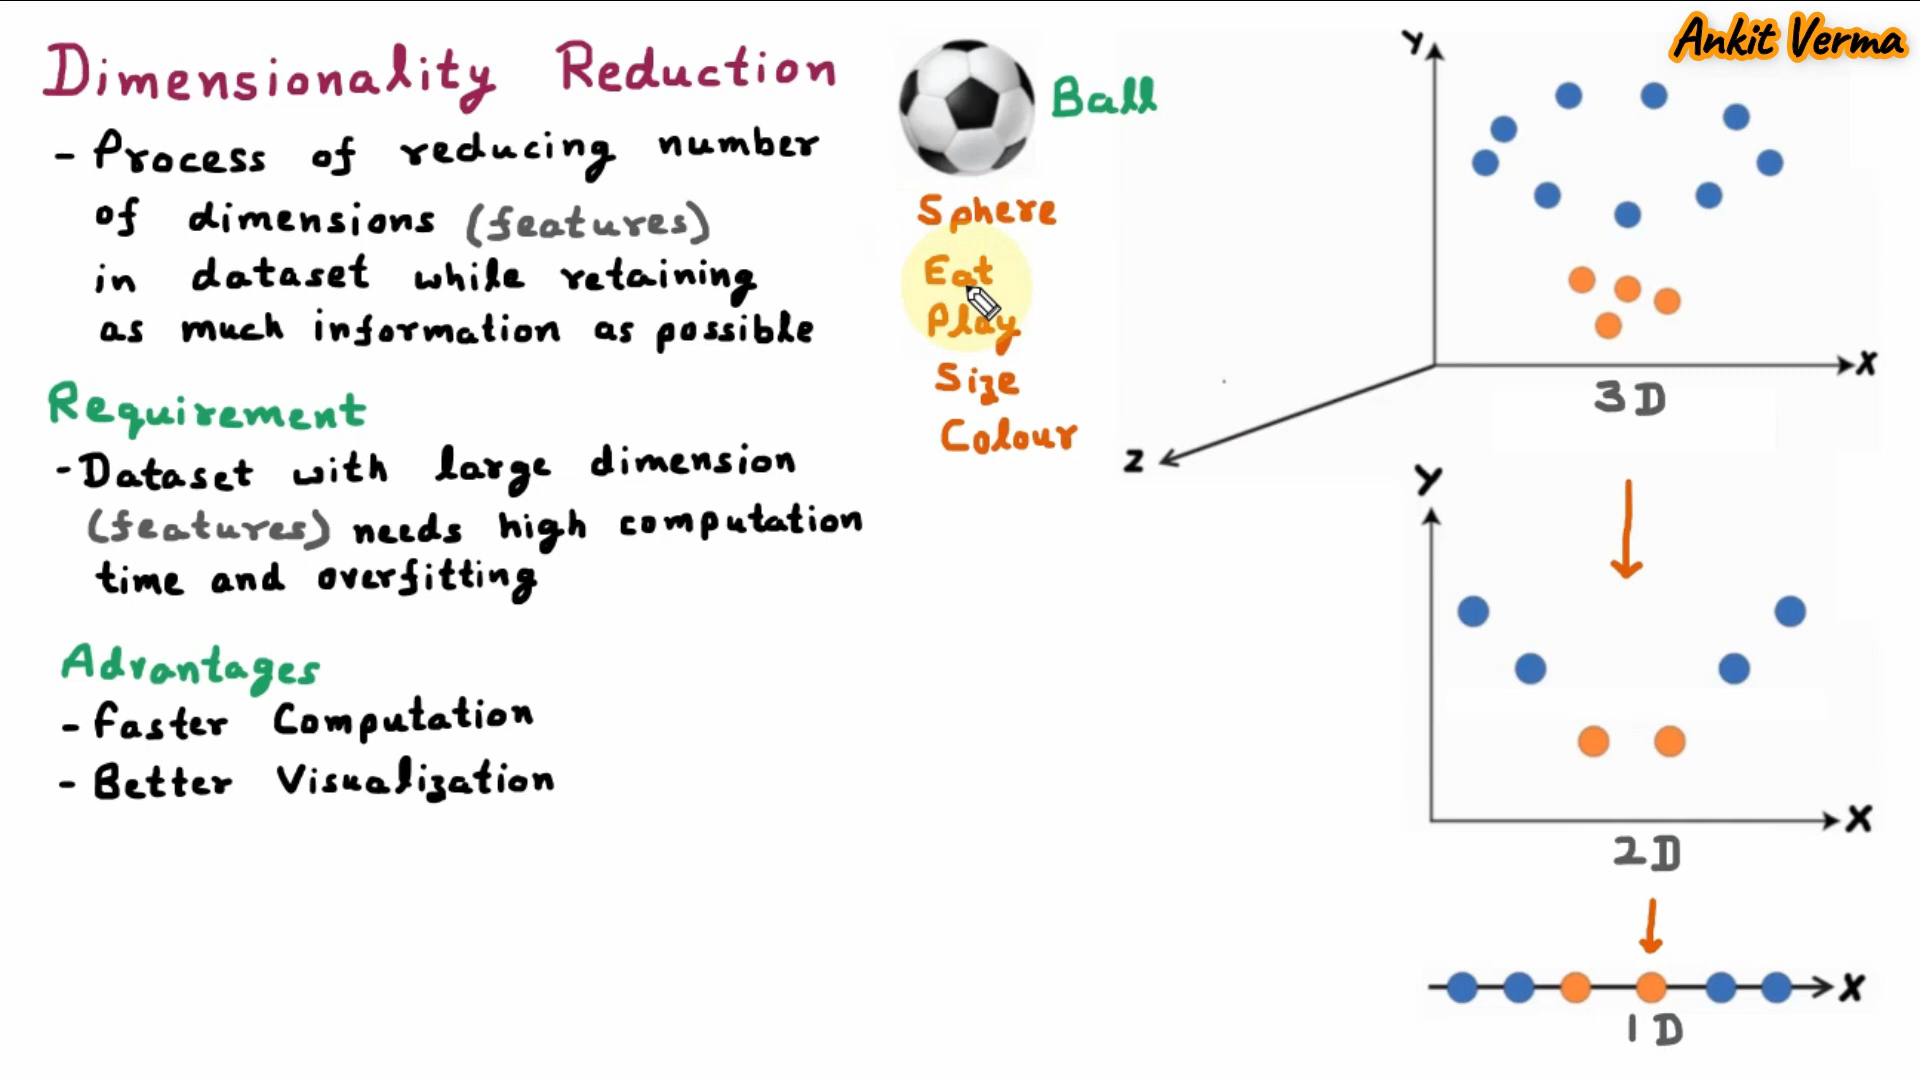 Dimensionality Reduction
- Process of reducing number
of dimensions (features)
in dataset while retaining
as much information as possible
Requirement
- Dataset with large dimension
(features) needs high computation
time and overfitting
Advantages
- Faster Computation
- Better Visualization
Ball
Sphere
Eat
Play
Size
Colour
Ankit Verma
Y
X
Z
3D
Y
X
2D
X
1D